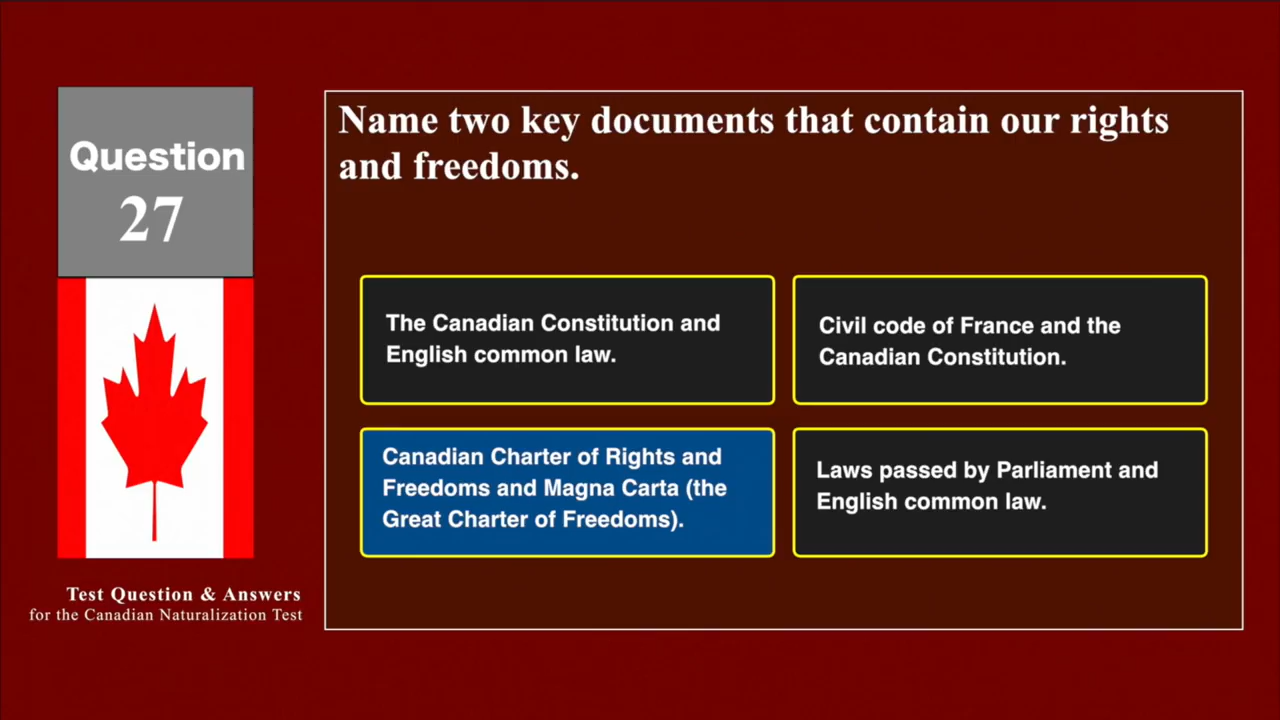 Question
27
Test Question & Answers
for the Canadian Naturalization Test
Name two key documents that contain our rights
and freedoms.
The Canadian Constitution and
English common law.
Civil code of France and the
Canadian Constitution.
Canadian Charter of Rights and
Freedoms and Magna Carta (the
Great Charter of Freedoms).
Laws passed by Parliament and
English common law.